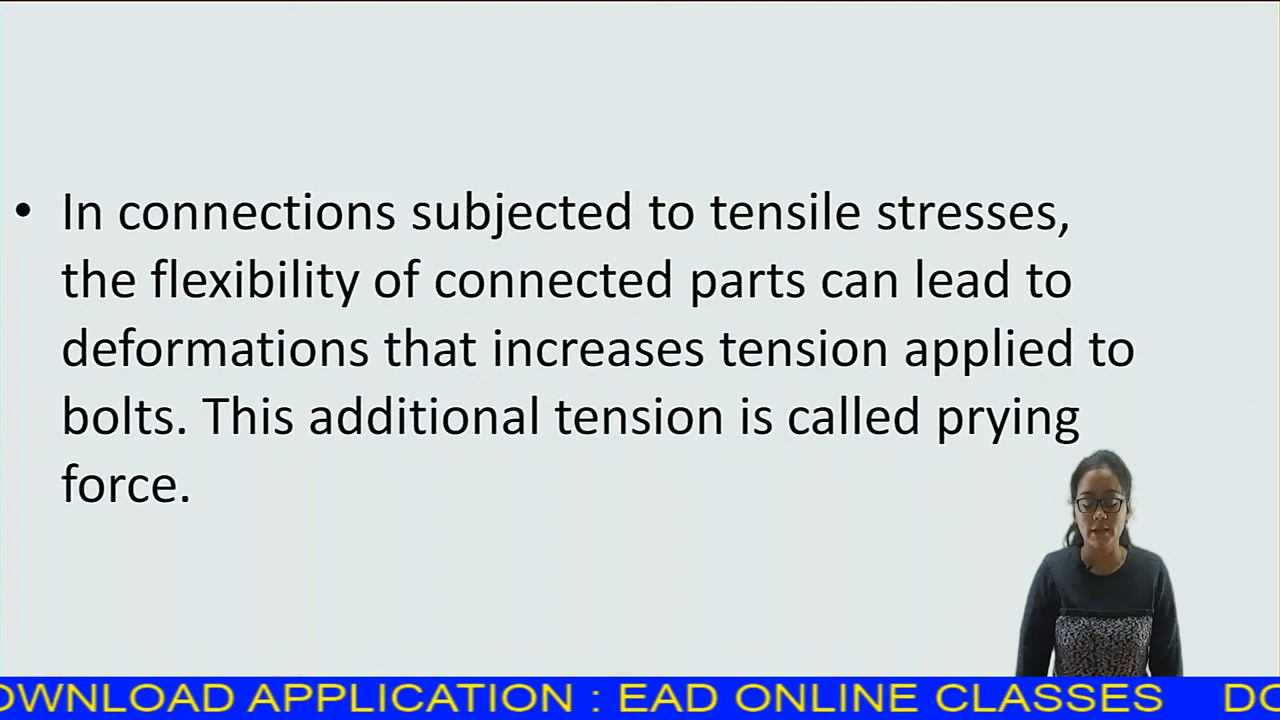 • In connections subjected to tensile stresses,
the flexibility of connected parts can lead to
deformations that increases tension applied to
bolts. This additional tension is called prying
force.
OWNLOAD APPLICATION : EAD ONLINE CLASSES DO